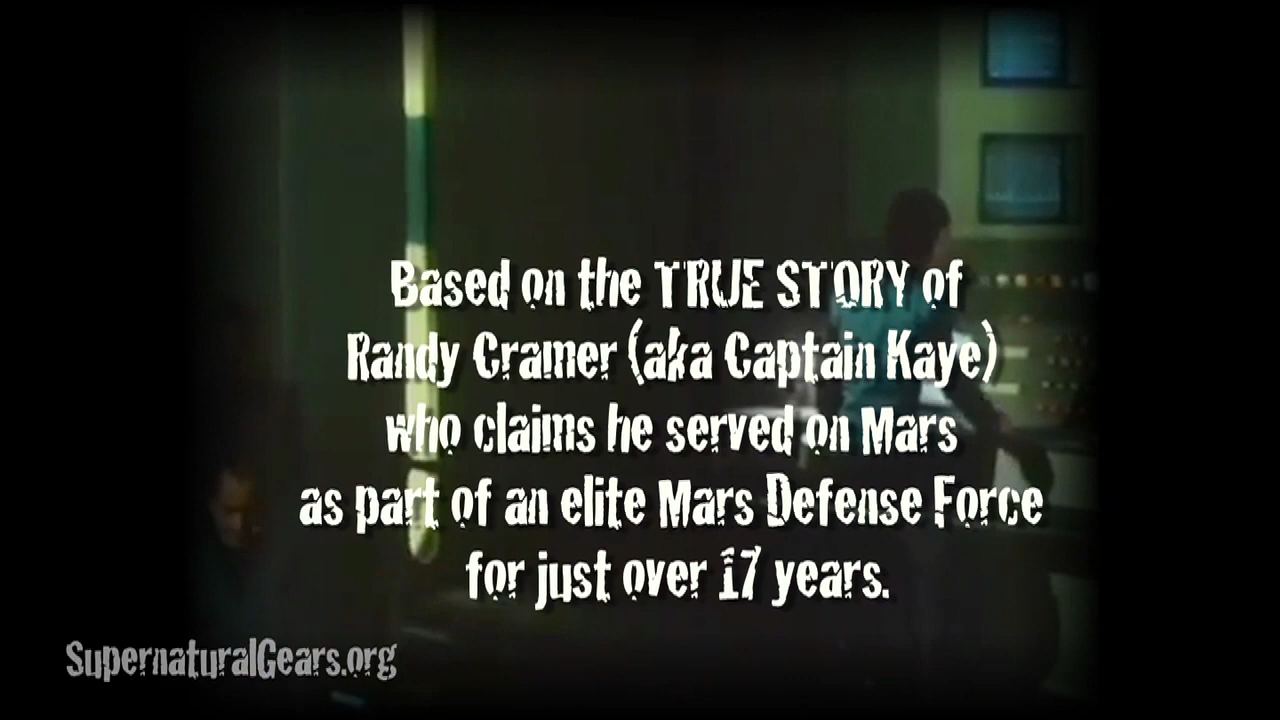 Based on the TRUE STORY of
Randy Cramer (aka Captain Kaye)
who claims he served on Mars
as part of an elite Mars Defense Force
for just over 17 years.
SupernaturalGears.org